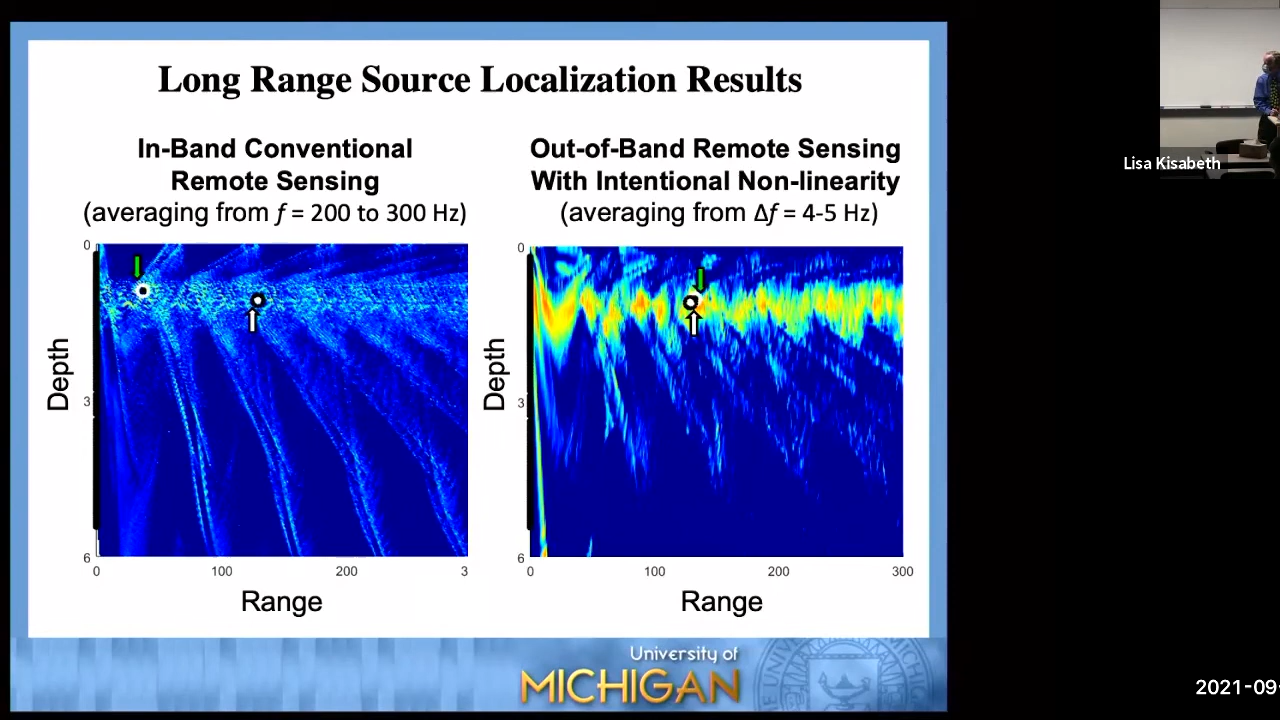 Long Range Source Localization Results
In-Band Conventional
Remote Sensing
(averaging from f = 200 to 300 Hz)
Out-of-Band Remote Sensing
With Intentional Non-linearity
(averaging from Δf = 4-5 Hz)
0
3
6
Depth
0
100
200
3
Range
0
3
6
Depth
0
100
200
300
Range
University of
MICHIGAN
Lisa Kisabeth
2021-09-